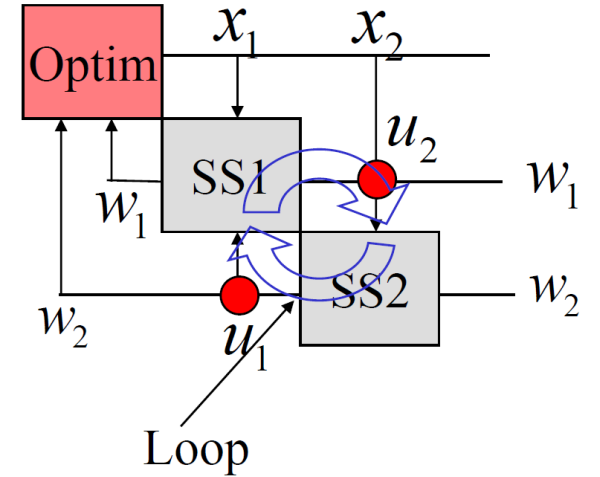 x₁ x₂
Optim
u₂
SS1
w₁
w₁
SS2
w₂
w₂
u₁
Loop